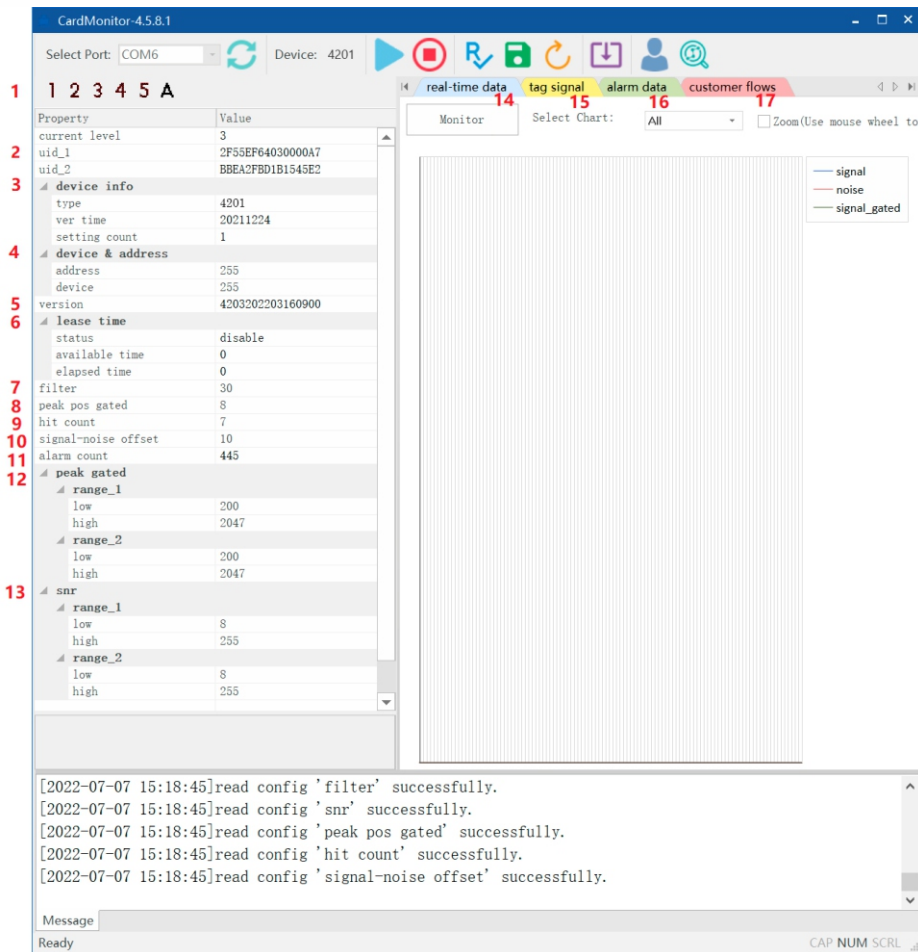 CardMonitor-4.5.8.1
Select Port: COM6 Device: 4201
1 1 2 3 4 5 A
real-time data tag signal alarm data customer flows
14 15 16 17
Property Value
Monitor Select Chart: All Zoom(Use mouse wheel to
current level 3
2 uid_1 2F55EF64030000A7
uid_2 BBEA2FBD1B1545E2
3 device info
type 4201
ver time 20211224
setting count 1
4 device & address
address 255
device 255
5 version 4203202203160900
6 lease time
status disable
available time 0
elapsed time 0
7 filter 30
8 peak pos gated 8
9 hit count 7
10 signal-noise offset 10
11 alarm count 445
12 peak gated
range_1
low 200
high 2047
range_2
low 200
high 2047
13 snr
range_1
low 8
high 255
range_2
low 8
high 255
signal
noise
signal_gated
[2022-07-07 15:18:45]read config 'filter' successfully.
[2022-07-07 15:18:45]read config 'snr' successfully.
[2022-07-07 15:18:45]read config 'peak pos gated' successfully.
[2022-07-07 15:18:45]read config 'hit count' successfully.
[2022-07-07 15:18:45]read config 'signal-noise offset' successfully.
Message
Ready CAP NUM SCRL